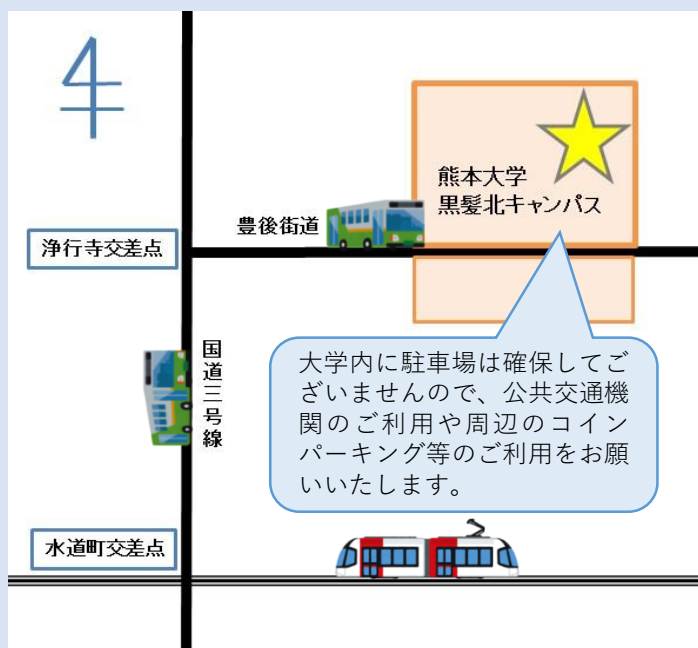 熊本大学
黒髪北キャンパス
豊後街道
浄行寺交差点
国道三号線
大学内に駐車場は確保してご
ざいませんので、公共交通機
関のご利用や周辺のコイン
パーキング等のご利用をお願
いいたします。
水道町交差点